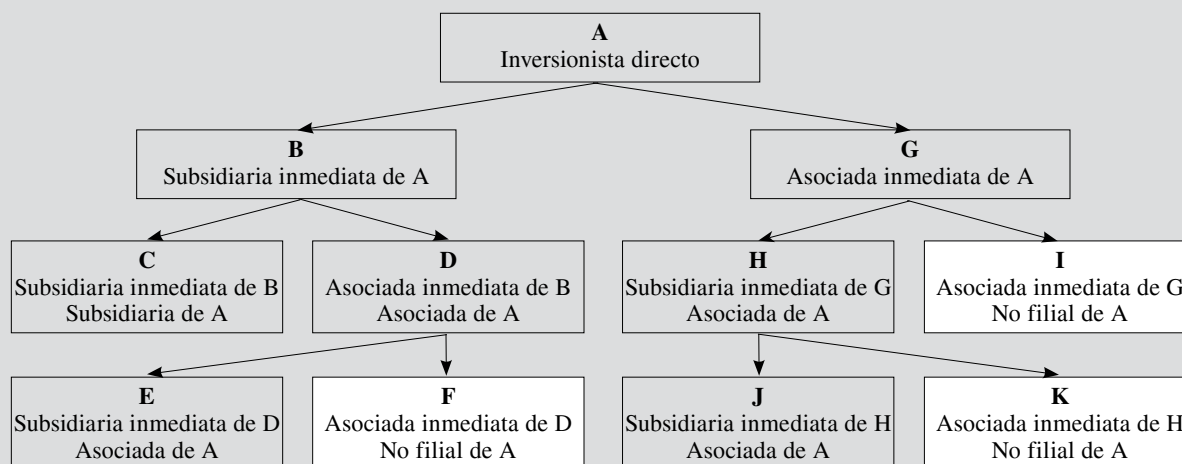 A
Inversionista directo
B
Subsidiaria inmediata de A
G
Asociada inmediata de A
C
Subsidiaria inmediata de B
Subsidiaria de A
D
Asociada inmediata de B
Asociada de A
H
Subsidiaria inmediata de G
Asociada de A
I
Asociada inmediata de G
No filial de A
E
Subsidiaria inmediata de D
Asociada de A
F
Asociada inmediata de D
No filial de A
J
Subsidiaria inmediata de H
Asociada de A
K
Asociada inmediata de H
No filial de A